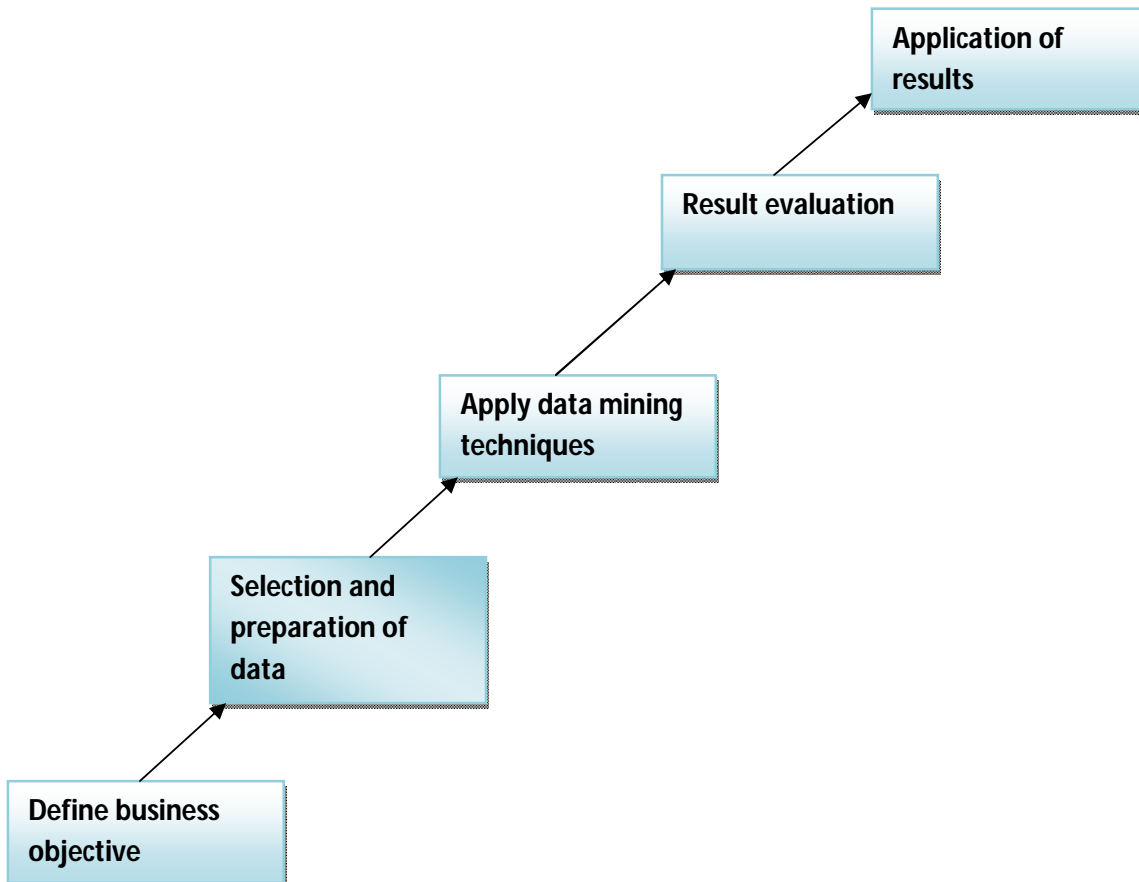 Application of
results
Result evaluation
Apply data mining
techniques
Selection and
preparation of
data
Define business
objective